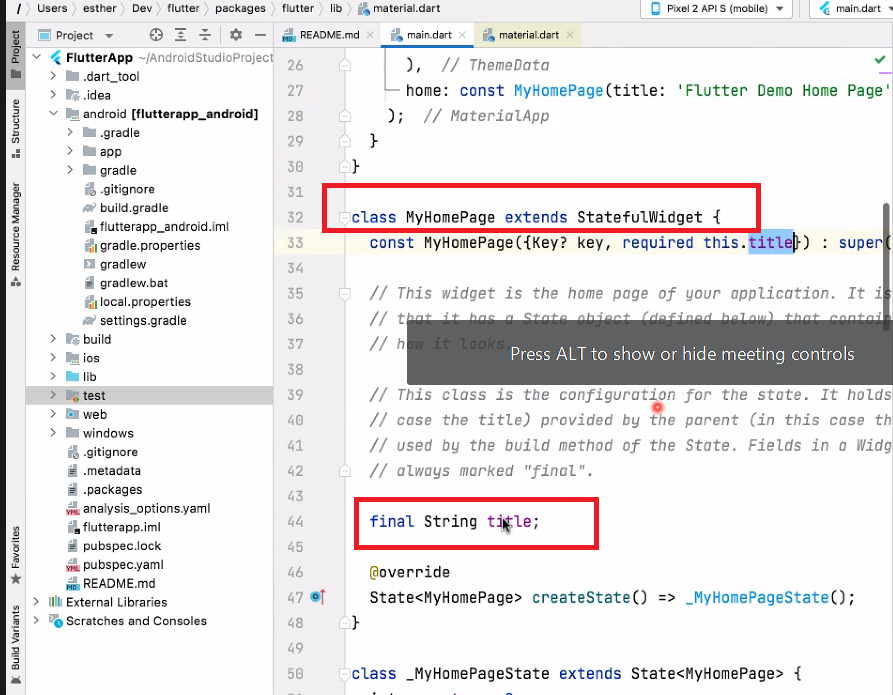 / Users esther Dev flutter packages flutter lib material.dart
Pixel 2 API S (mobile)
main.dart
Project
README.md
main.dart
material.dart
Project
Structure
Resource Manager
Favorites
Build Variants
FlutterApp ~/AndroidStudioProject
.dart_tool
.idea
android [flutterapp_android]
.gradle
app
gradle
.gitignore
build.gradle
flutterapp_android.iml
gradle.properties
gradlew
gradlew.bat
local.properties
settings.gradle
build
ios
lib
test
web
windows
.gitignore
.metadata
.packages
analysis_options.yaml
flutterapp.iml
pubspec.lock
pubspec.yaml
README.md
External Libraries
Scratches and Consoles
26 ), // ThemeData
27 home: const MyHomePage(title: 'Flutter Demo Home Page'
28 ); // MaterialApp
29 }
30 }
31
32 class MyHomePage extends StatefulWidget {
33 const MyHomePage({Key? key, required this.title}) : super(
34
35 // This widget is the home page of your application. It is
36 // that it has a State object (defined below) that contain
37 // how it looks.
Press ALT to show or hide meeting controls
38
39 // This class is the configuration for the state. It holds
40 // case the title) provided by the parent (in this case th
41 // used by the build method of the State. Fields in a Widg
42 // always marked "final".
43
44 final String title;
45
46 @override
47 State<MyHomePage> createState() => _MyHomePageState();
48 }
49
50 class _MyHomePageState extends State<MyHomePage> {